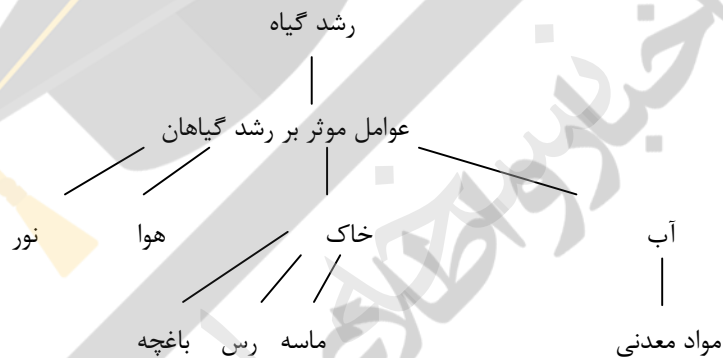 رشد گیاه
عوامل موثر بر رشد گیاهان
آب خاک هوا نور
مواد معدنی ماسه رس باغچه